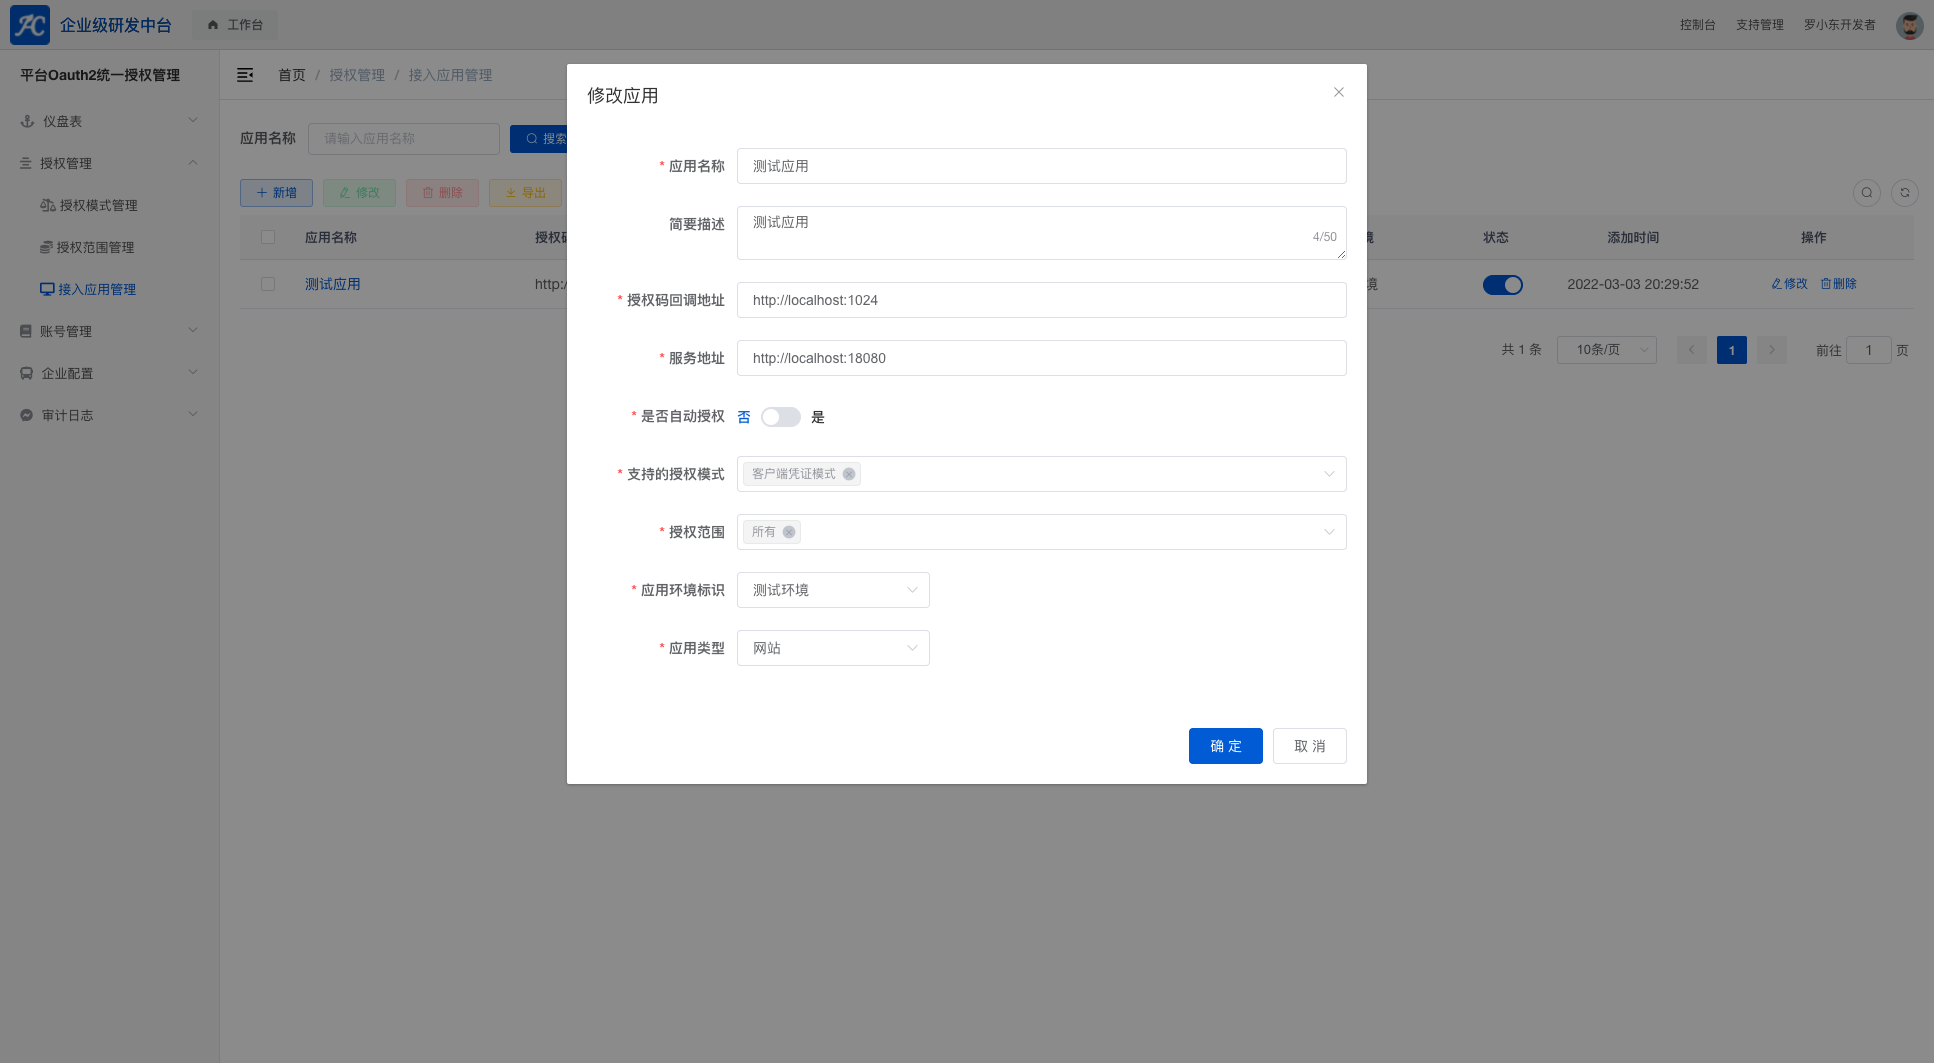 企业级研发中台
工作台
控制台 支持管理 罗小东开发者
平台Oauth2统一授权管理
首页 / 授权管理 / 接入应用管理
仪盘表
授权管理
授权模式管理
授权范围管理
接入应用管理
账号管理
企业配置
审计日志
应用名称 请输入应用名称 搜索
新增 修改 删除 导出
应用名称 状态 添加时间 操作
测试应用 http:/ 2022-03-03 20:29:52 修改 删除
共 1 条 10条/页 1 前往 1 页
修改应用
* 应用名称 测试应用
简要描述 测试应用
4/50
* 授权码回调地址 http://localhost:1024
* 服务地址 http://localhost:18080
* 是否自动授权 否 是
* 支持的授权模式 客户端凭证模式
* 授权范围 所有
* 应用环境标识 测试环境
* 应用类型 网站
确 定 取 消